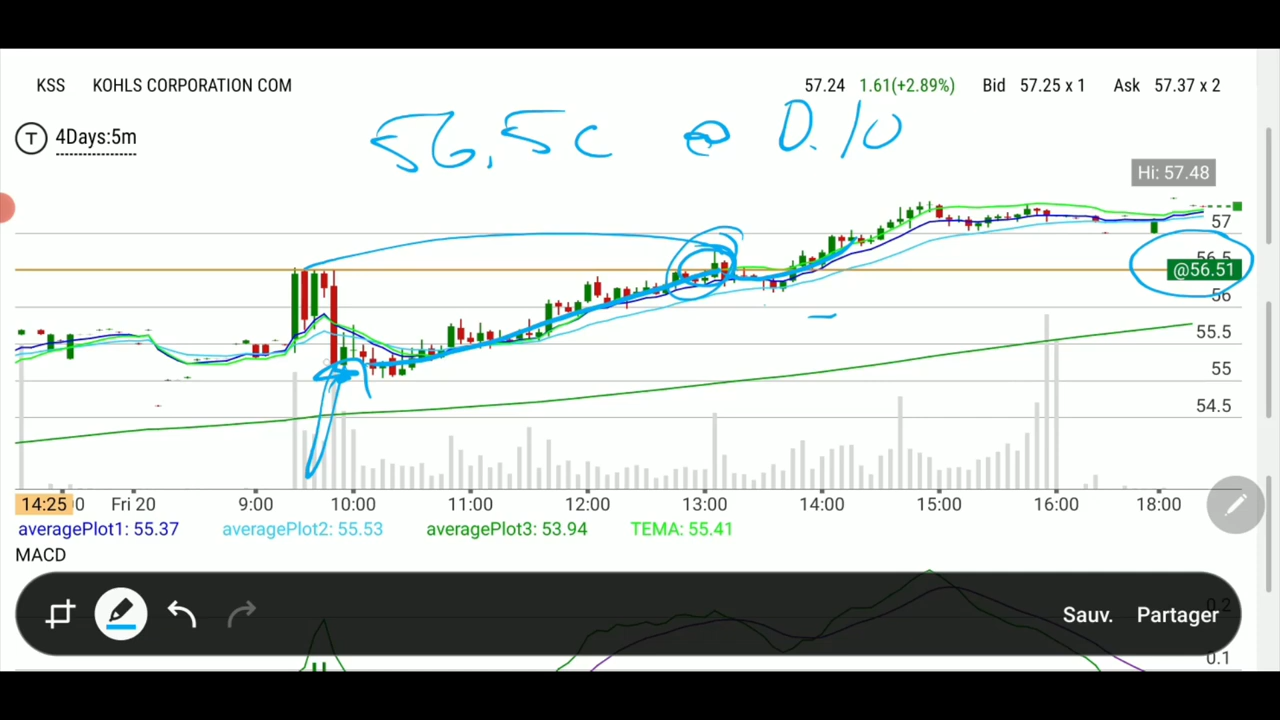 KSS KOHLS CORPORATION COM 57.24 1.61(+2.89%) Bid 57.25 x 1 Ask 57.37 x 2
T 4Days:5m
56,5c @ 0.10
Hi: 57.48
57
56.5
@56.51
56
55.5
55
54.5
14:25 Fri 20 9:00 10:00 11:00 12:00 13:00 14:00 15:00 16:00 18:00
averagePlot1: 55.37 averagePlot2: 55.53 averagePlot3: 53.94 TEMA: 55.41
MACD
0.2
Sauv. Partager
0.1